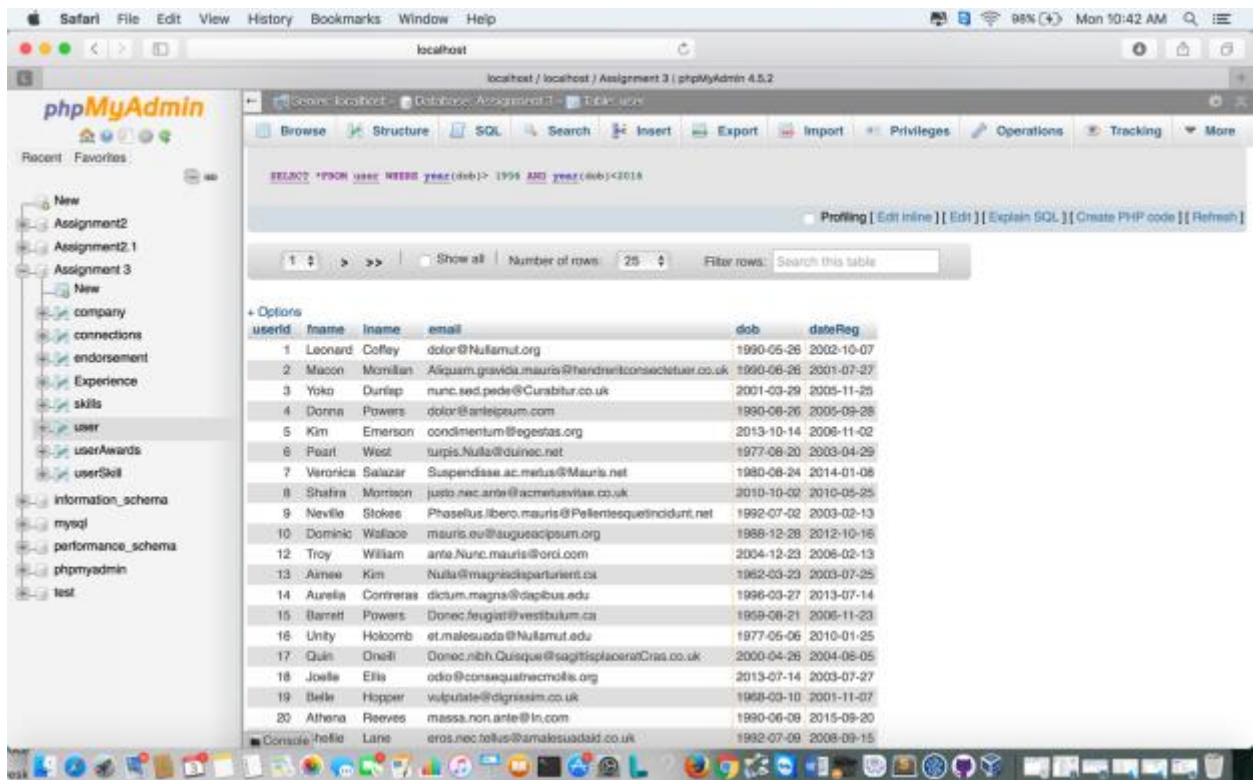 Safari File Edit View History Bookmarks Window Help 98% Mon 10:42 AM
localhost
localhost / localhost / Assignment 3 | phpMyAdmin 4.5.2
phpMyAdmin
Server: localhost » Database: Assignment 3 » Table: user
Browse Structure SQL Search Insert Export Import Privileges Operations Tracking More
Recent Favorites
SELECT *FROM user WHERE year(dob)> 1956 AND year(dob)<2016
Profiling [ Edit inline ] [ Edit ] [ Explain SQL ] [ Create PHP code ] [ Refresh ]
New
Assignment2
Assignment2.1
Assignment 3
New
company
connections
endorsement
Experience
skills
user
userAwards
userSkill
information_schema
mysql
performance_schema
phpmyadmin
test
1 > >> Show all Number of rows: 25 Filter rows: Search this table
+ Options
userId fname lname email dob dateReg
1 Leonard Coffey dolor@Nullamut.org 1990-05-26 2002-10-07
2 Macon Mcmillan Aliquam.gravida.mauris@hendreritconsectetuer.co.uk 1990-06-26 2001-07-27
3 Yoko Dunlap nunc.sed.pede@Curabitur.co.uk 2001-03-29 2005-11-25
4 Donna Powers dolor@anteipsum.com 1990-08-26 2005-09-28
5 Kim Emerson condimentum@egestas.org 2013-10-14 2006-11-02
6 Pearl West turpis.Nulla@duinec.net 1977-08-20 2003-04-29
7 Veronica Salazar Suspendisse.ac.metus@Mauris.net 1980-08-24 2014-01-08
8 Shafira Morrison justo.nec.ante@acmetusvitae.co.uk 2010-10-02 2010-05-25
9 Neville Stokes Phasellus.libero.mauris@Pellentesquetincidunt.net 1992-07-02 2003-02-13
10 Dominic Wallace mauris.eu@augueacipsum.org 1988-12-28 2012-10-16
12 Troy William ante.Nunc.mauris@orci.com 2004-12-23 2006-02-13
13 Aimee Kim Nulla@magnisdisparturient.ca 1962-03-23 2003-07-25
14 Aurelia Contreras dictum.magna@dapibus.edu 1996-03-27 2013-07-14
15 Barrett Powers Donec.feugiat@vestibulum.ca 1959-08-21 2006-11-23
16 Unity Holcomb et.malesuada@Nullamut.edu 1977-05-06 2010-01-25
17 Quin Oneill Donec.nibh.Quisque@sagittisplaceratCras.co.uk 2000-04-26 2004-06-05
18 Joelle Ellis odio@consequatnecmollis.org 2013-07-14 2003-07-27
19 Belle Hopper vulputate@dignissim.co.uk 1968-03-10 2001-11-07
20 Athena Reeves massa.non.ante@In.com 1990-06-09 2015-09-20
Console Lane eros.nec.tellus@amalesuadaid.co.uk 1992-07-09 2008-09-15